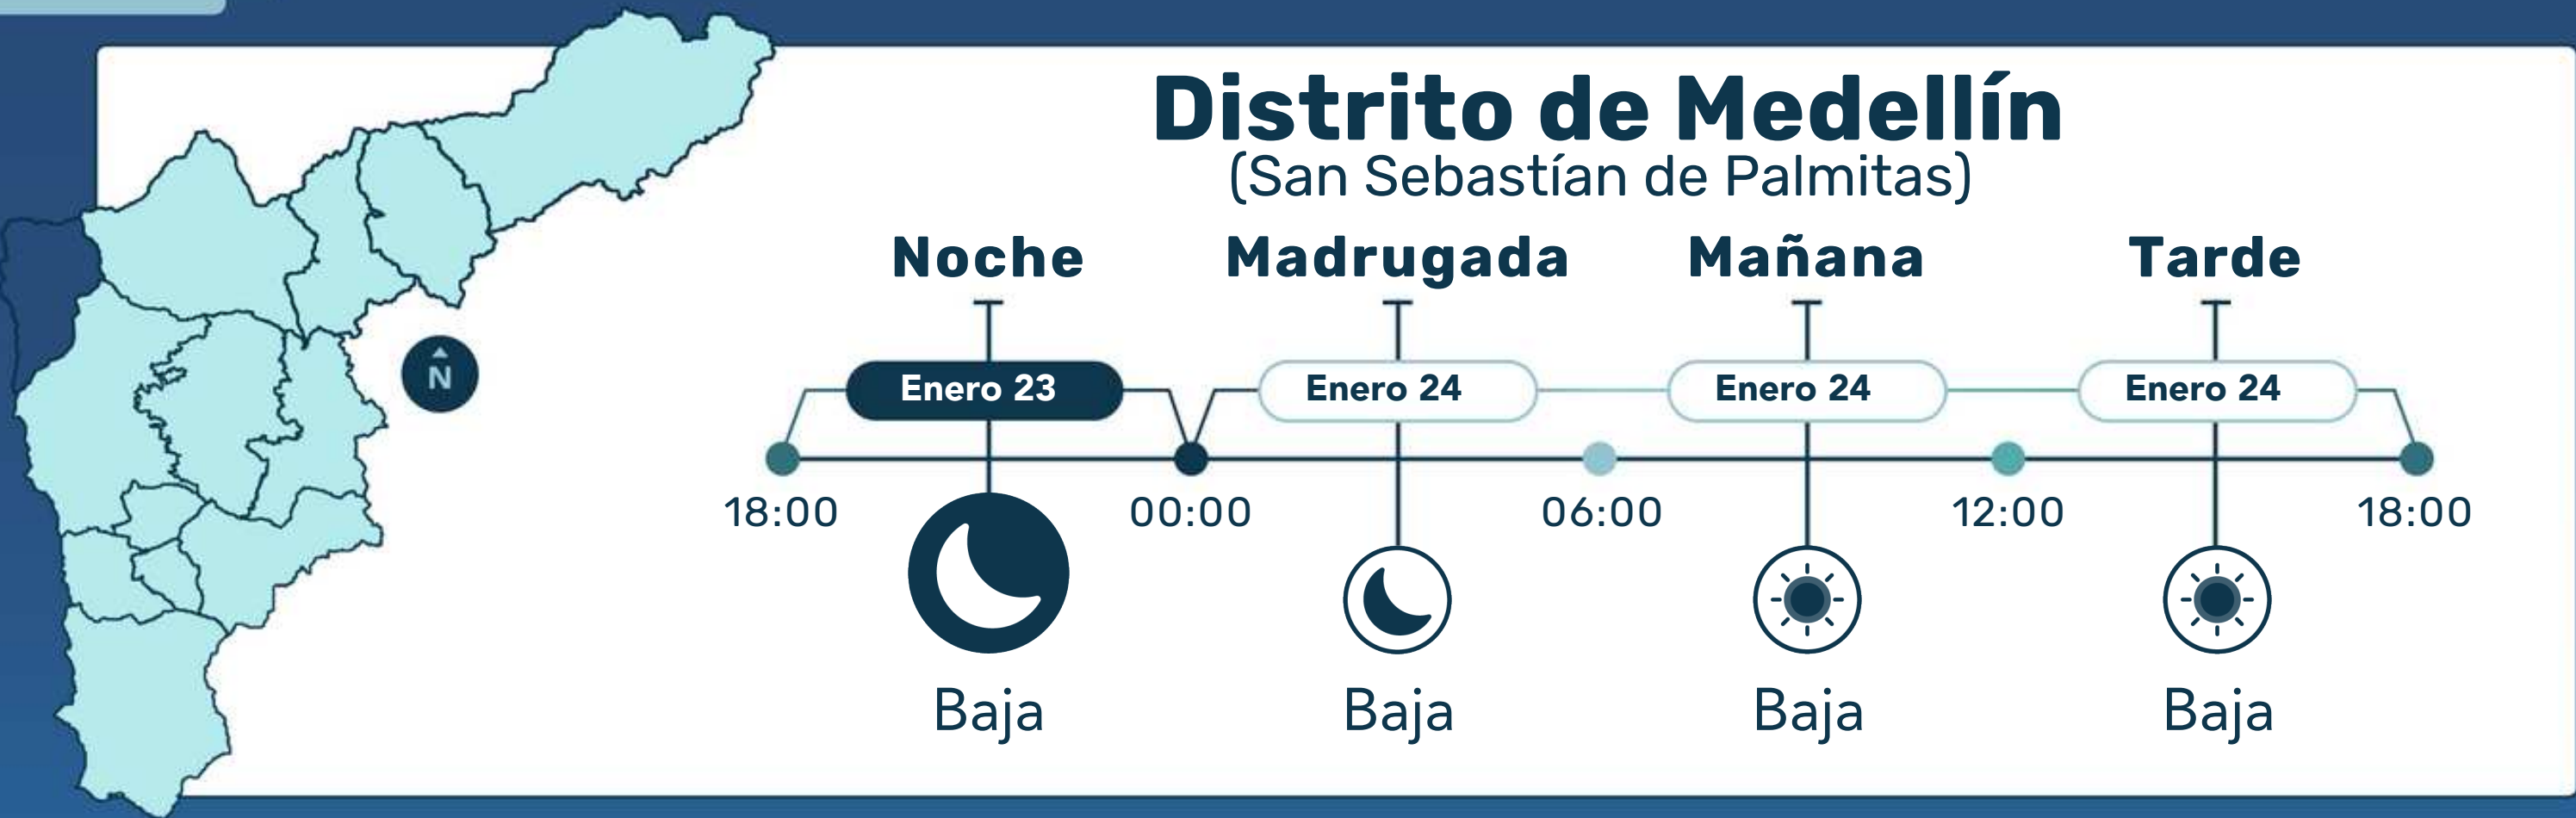 Distrito de Medellín
(San Sebastían de Palmitas)
Noche Madrugada Mañana Tarde
Enero 23 Enero 24 Enero 24 Enero 24
N
18:00 00:00 06:00 12:00 18:00
Baja Baja Baja Baja